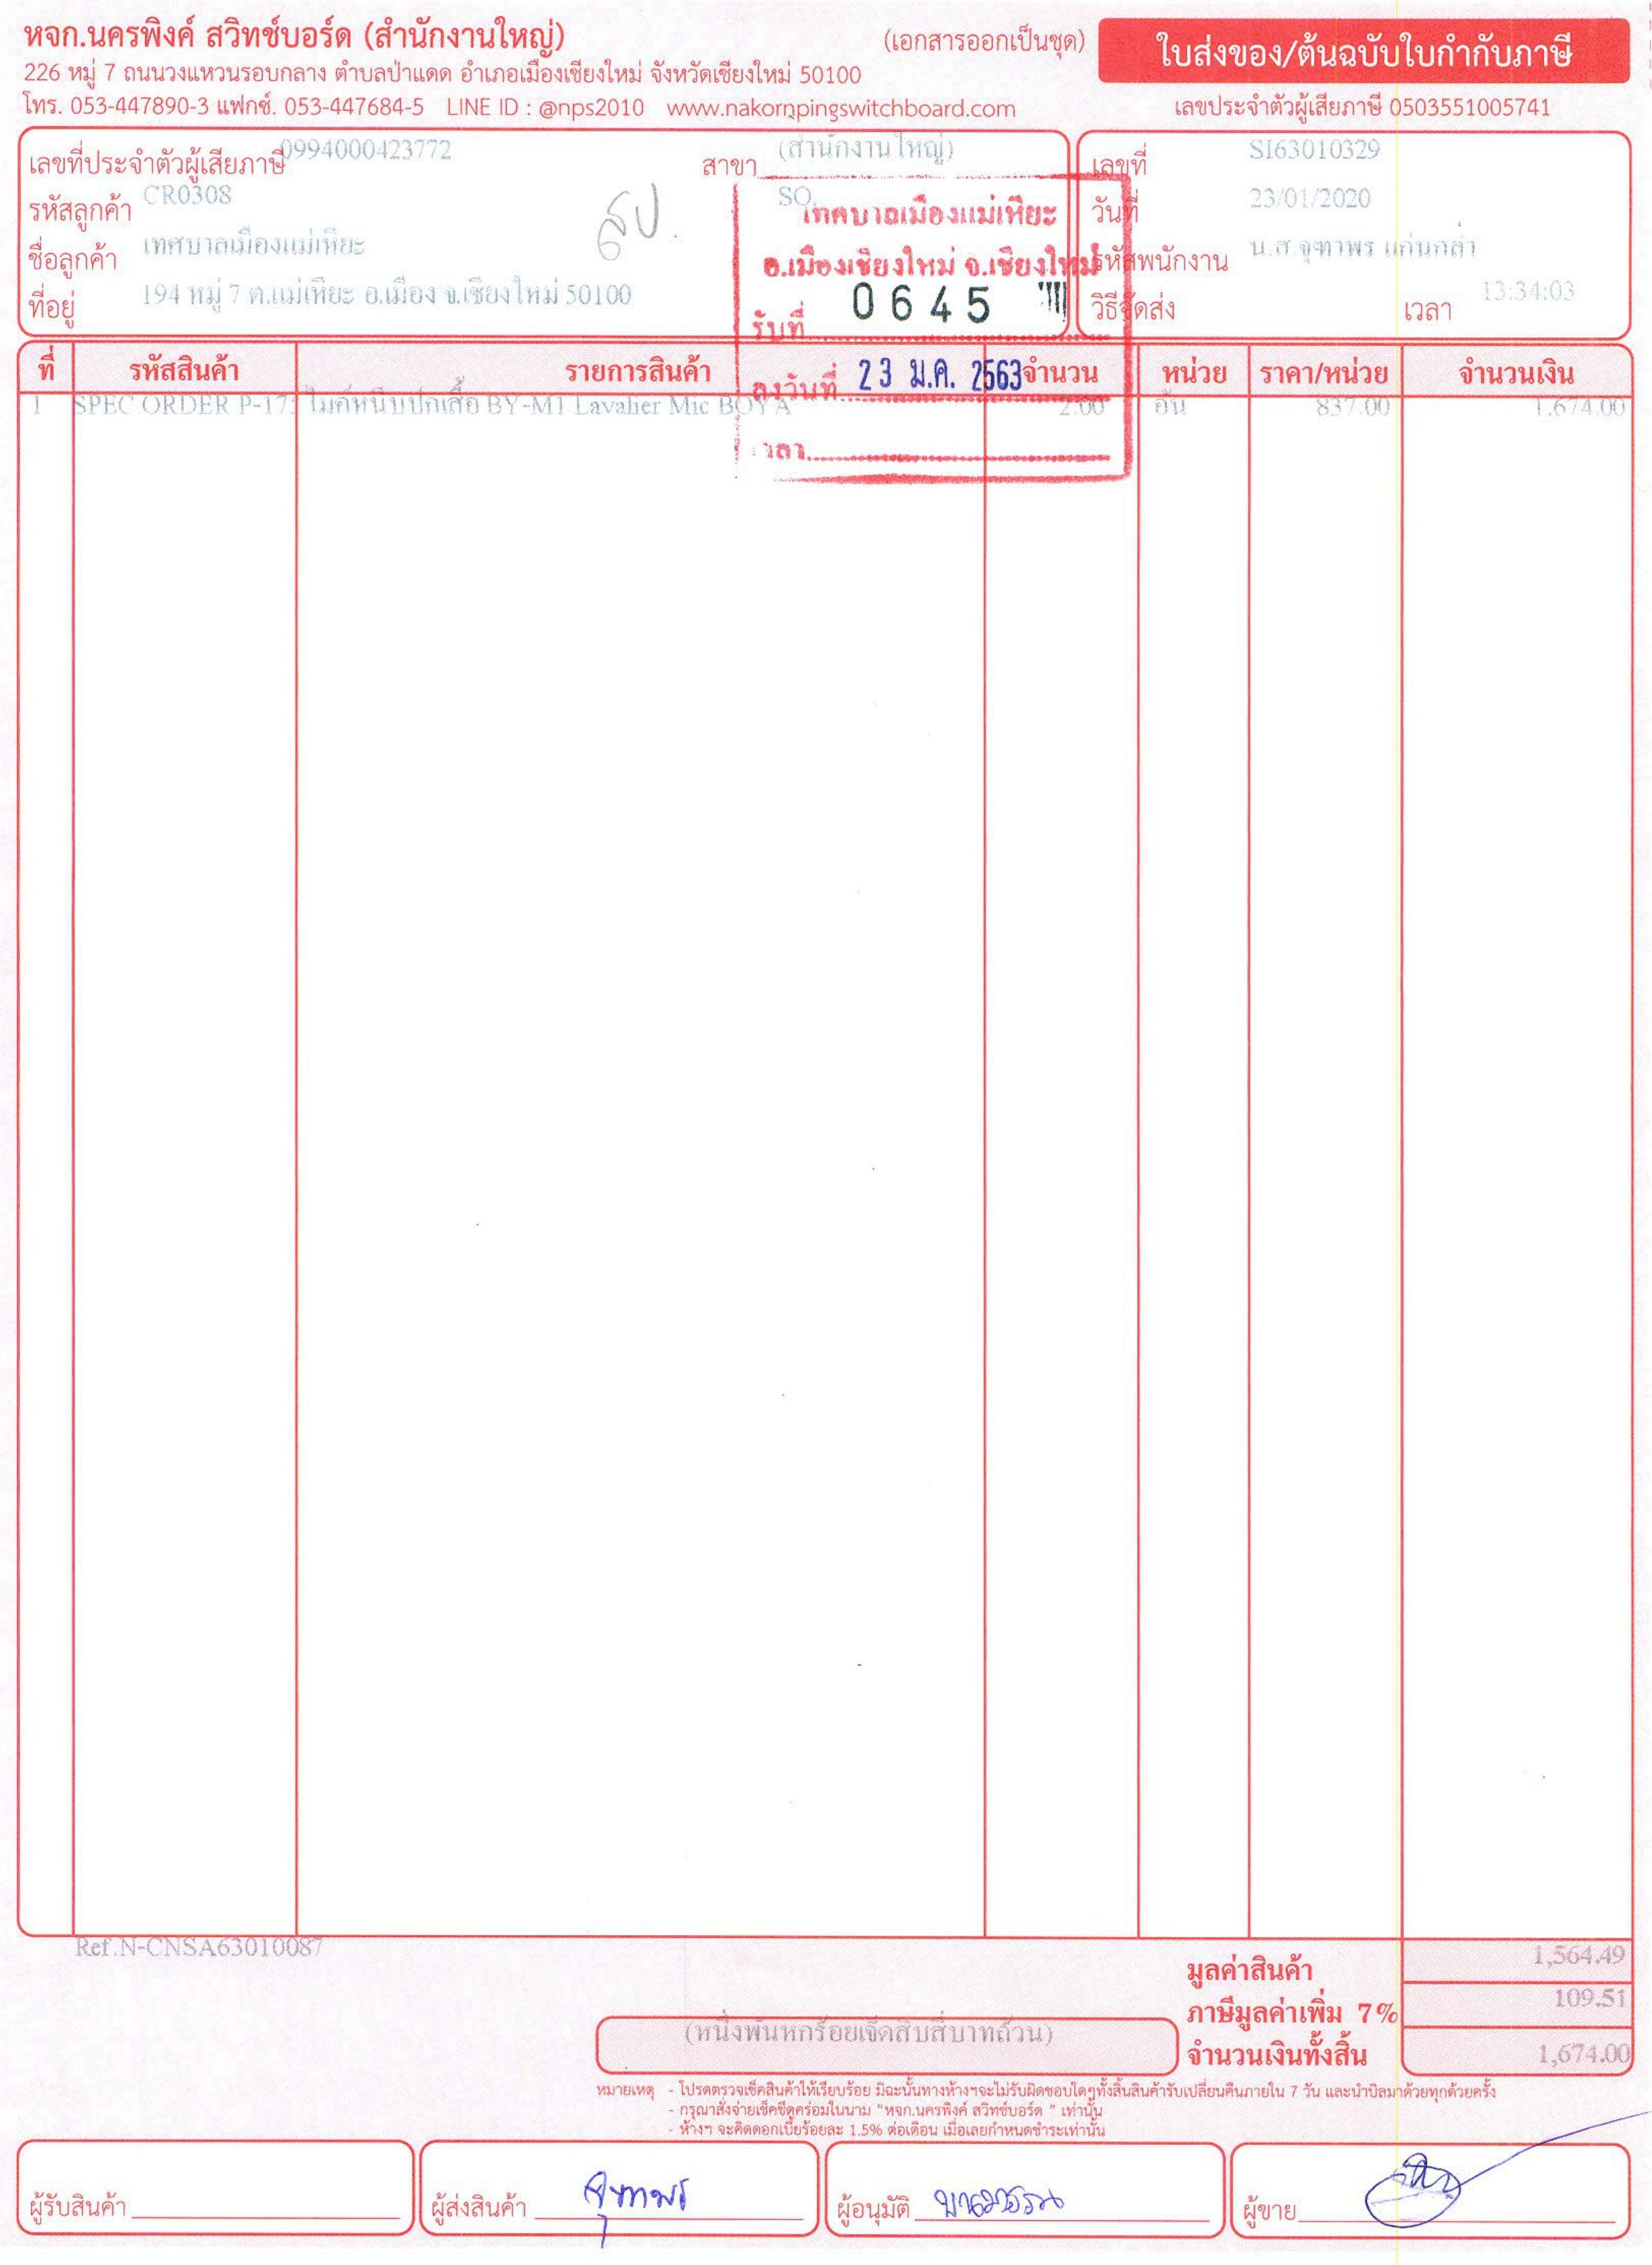 หจก.นครพิงค์ สวิทช์บอร์ด (สำนักงานใหญ่)
(เอกสารออกเป็นชุด)
ใบส่งของ/ต้นฉบับใบกำกับภาษี
226 หมู่ 7 ถนนวงแหวนรอบกลาง ตำบลป่าแดด อำเภอเมืองเชียงใหม่ จังหวัดเชียงใหม่ 50100
โทร. 053-447890-3 แฟกซ์. 053-447684-5 LINE ID : @nps2010 www.nakornpingswitchboard.com
เลขประจำตัวผู้เสียภาษี 0503551005741
เลขที่ประจำตัวผู้เสียภาษี 0994000423772 สาขา (สำนักงานใหญ่)
รหัสลูกค้า CR0308 SO.
ชื่อลูกค้า เทศบาลเมืองแม่เหียะ
ที่อยู่ 194 หมู่ 7 ต.แม่เหียะ อ.เมือง จ.เชียงใหม่ 50100
เลขที่ SI63010329
วันที่ 23/01/2020
รหัสพนักงาน น.ส.จุฑาพร แก่นกล้า
วิธีจัดส่ง เวลา 13:34:03
เทศบาลเมืองแม่เหียะ
อ.เมืองเชียงใหม่ จ.เชียงใหม่
รับที่ 0645
ลงวันที่ 23 ม.ค. 2563
เวลา
ที่ รหัสสินค้า รายการสินค้า จำนวน หน่วย ราคา/หน่วย จำนวนเงิน
1 SPEC ORDER P-17 ไมค์หนีบปกเสื้อ BY-M1 Lavalier Mic BOYA 2.00 อัน 837.00 1,674.00
Ref.N-CNSA63010087
มูลค่าสินค้า 1,564.49
ภาษีมูลค่าเพิ่ม 7% 109.51
(หนึ่งพันหกร้อยเจ็ดสิบสี่บาทถ้วน)
จำนวนเงินทั้งสิ้น 1,674.00
หมายเหตุ - โปรดตรวจเช็คสินค้าให้เรียบร้อย มิฉะนั้นทางห้างฯจะไม่รับผิดชอบใดๆทั้งสิ้นสินค้ารับเปลี่ยนคืนภายใน 7 วัน และนำบิลมาด้วยทุกด้วยครั้ง
- กรุณาสั่งจ่ายเช็คขีดคร่อมในนาม "หจก.นครพิงค์ สวิทช์บอร์ด " เท่านั้น
- ห้างฯ จะคิดดอกเบี้ยร้อยละ 1.5% ต่อเดือน เมื่อเลยกำหนดชำระเท่านั้น
ผู้รับสินค้า
ผู้ส่งสินค้า จุฑาพร
ผู้อนุมัติ
ผู้ขาย